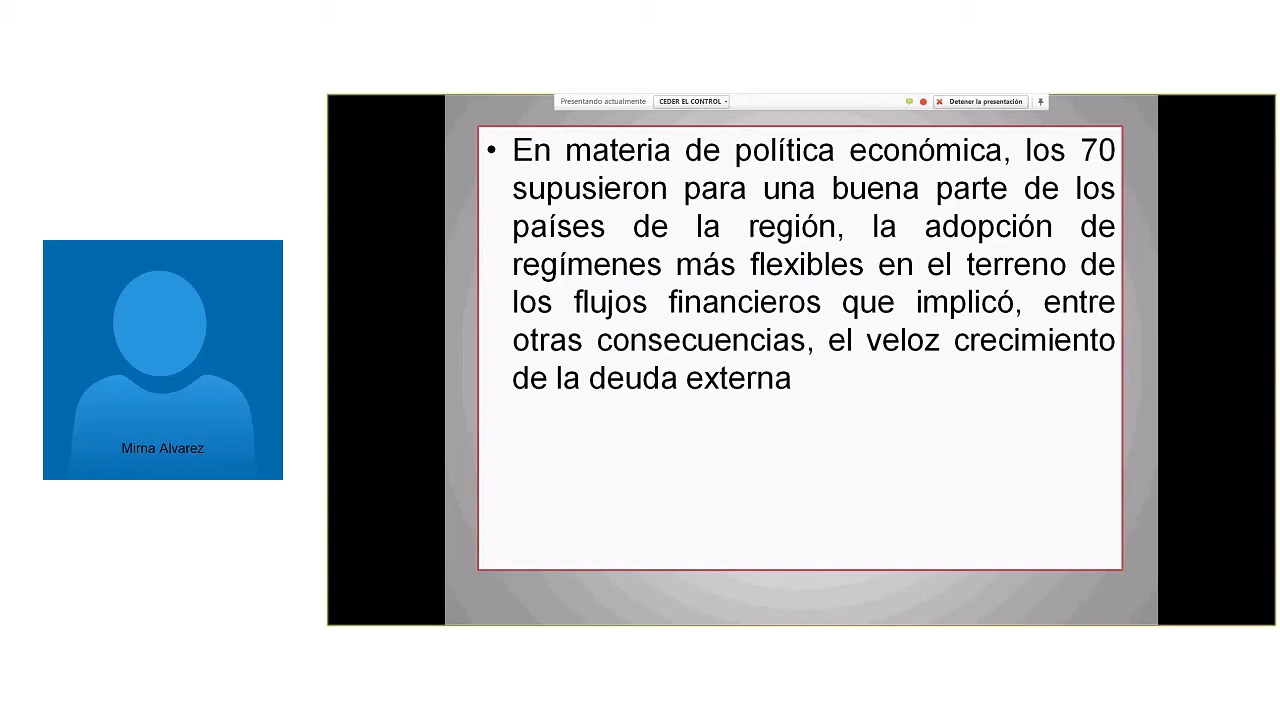 Presentando actualmente CEDER EL CONTROL Detener la presentación
• En materia de política económica, los 70
supusieron para una buena parte de los
países de la región, la adopción de
regímenes más flexibles en el terreno de
los flujos financieros que implicó, entre
otras consecuencias, el veloz crecimiento
de la deuda externa
Mirna Alvarez